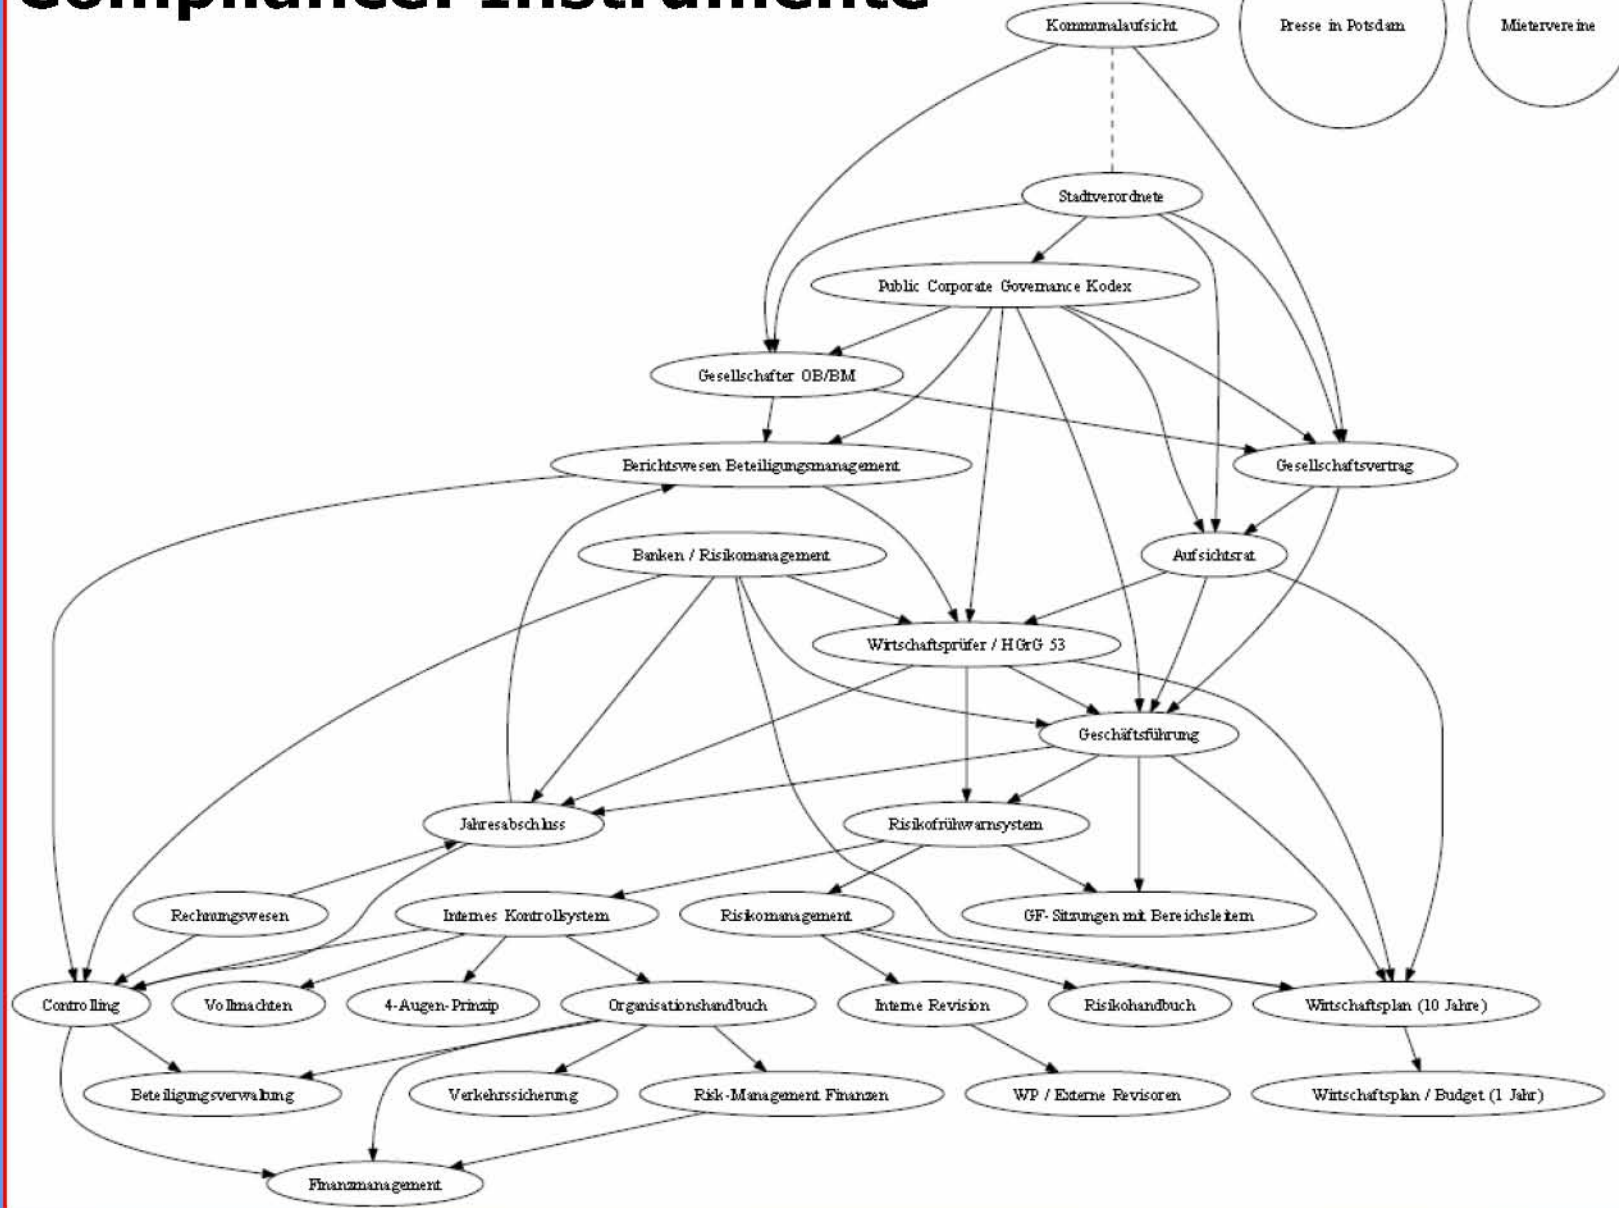 Compliance: Instrumente
Kommunalaufsicht
Presse in Potsdam
Mietervereine
Stadtverordnete
Public Corporate Governance Kodex
Gesellschafter OB/BM
Berichtswesen Beteiligungsmanagement
Gesellschaftsvertrag
Banken / Risikomanagement
Aufsichtsrat
Wirtschaftsprüfer / HGrG 53
Geschäftsführung
Jahresabschluss
Risikofrühwarnsystem
Rechnungswesen
Internes Kontrollsystem
Risikomanagement
GF- Sitzungen mit Bereichsleitern
Controlling
Vollmachten
4-Augen-Prinzip
Organisationshandbuch
Interne Revision
Risikohandbuch
Wirtschaftsplan (10 Jahre)
Beteiligungsverwaltung
Verkehrssicherung
Risk-Management Finanzen
WP / Externe Revisoren
Wirtschaftsplan / Budget (1 Jahr)
Finanzmanagement